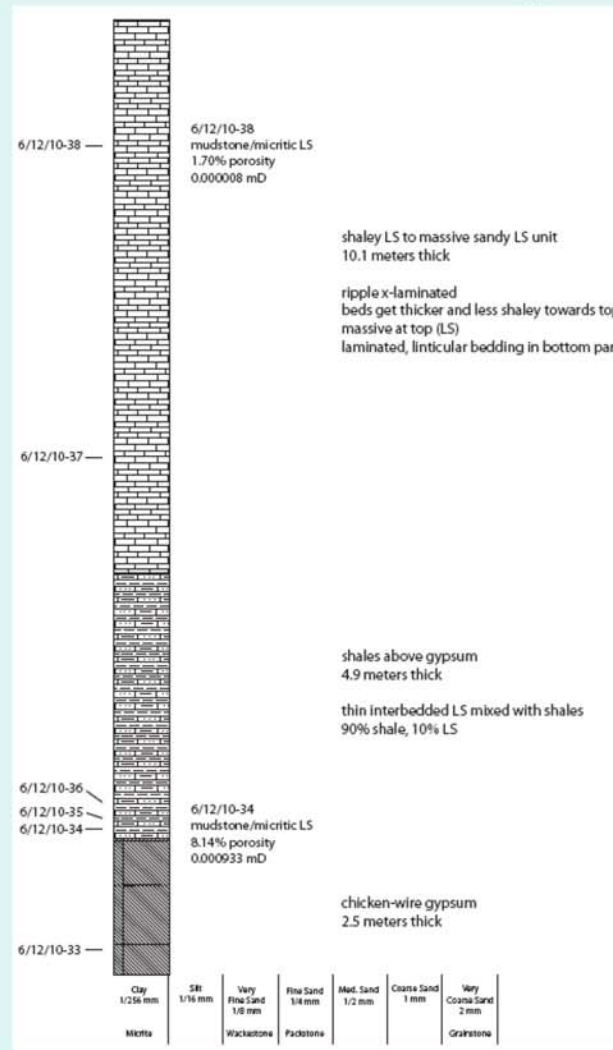 6/12/10-38
6/12/10-38
mudstone/micritic LS
1.70% porosity
0.000008 mD
shaley LS to massive sandy LS unit
10.1 meters thick
ripple x-laminated
beds get thicker and less shaley towards top
massive at top (LS)
laminated, linticular bedding in bottom par
6/12/10-37
shales above gypsum
4.9 meters thick
thin interbedded LS mixed with shales
90% shale, 10% LS
6/12/10-36
6/12/10-35
6/12/10-34
6/12/10-34
mudstone/micritic LS
8.14% porosity
0.000933 mD
chicken-wire gypsum
2.5 meters thick
6/12/10-33
Clay
1/256 mm
Micrite
Silt
1/16 mm
Very
Fine Sand
1/8 mm
Wackestone
Fine Sand
1/4 mm
Packstone
Med. Sand
1/2 mm
Coarse Sand
1 mm
Very
Coarse Sand
2 mm
Grainstone